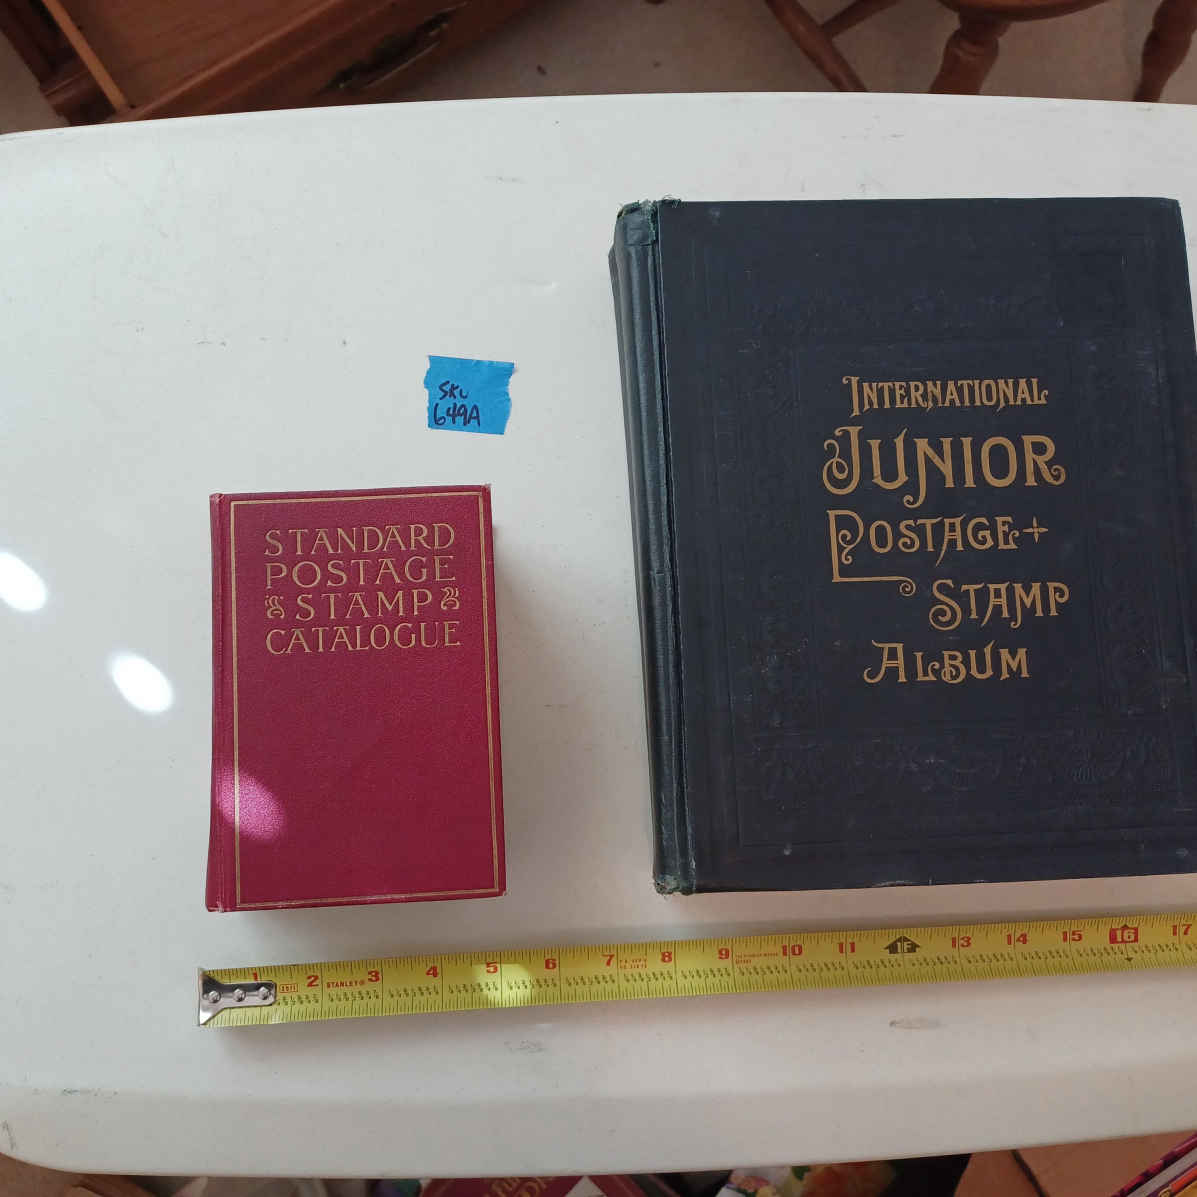 SKU
649A
STANDARD
POSTAGE
STAMP
CATALOGUE
INTERNATIONAL
JUNIOR
POSTAGE
STAMP
ALBUM
1 2 STANLEY® 3 4 5 6 7 8 9 10 11 1F 13 14 15 16 17